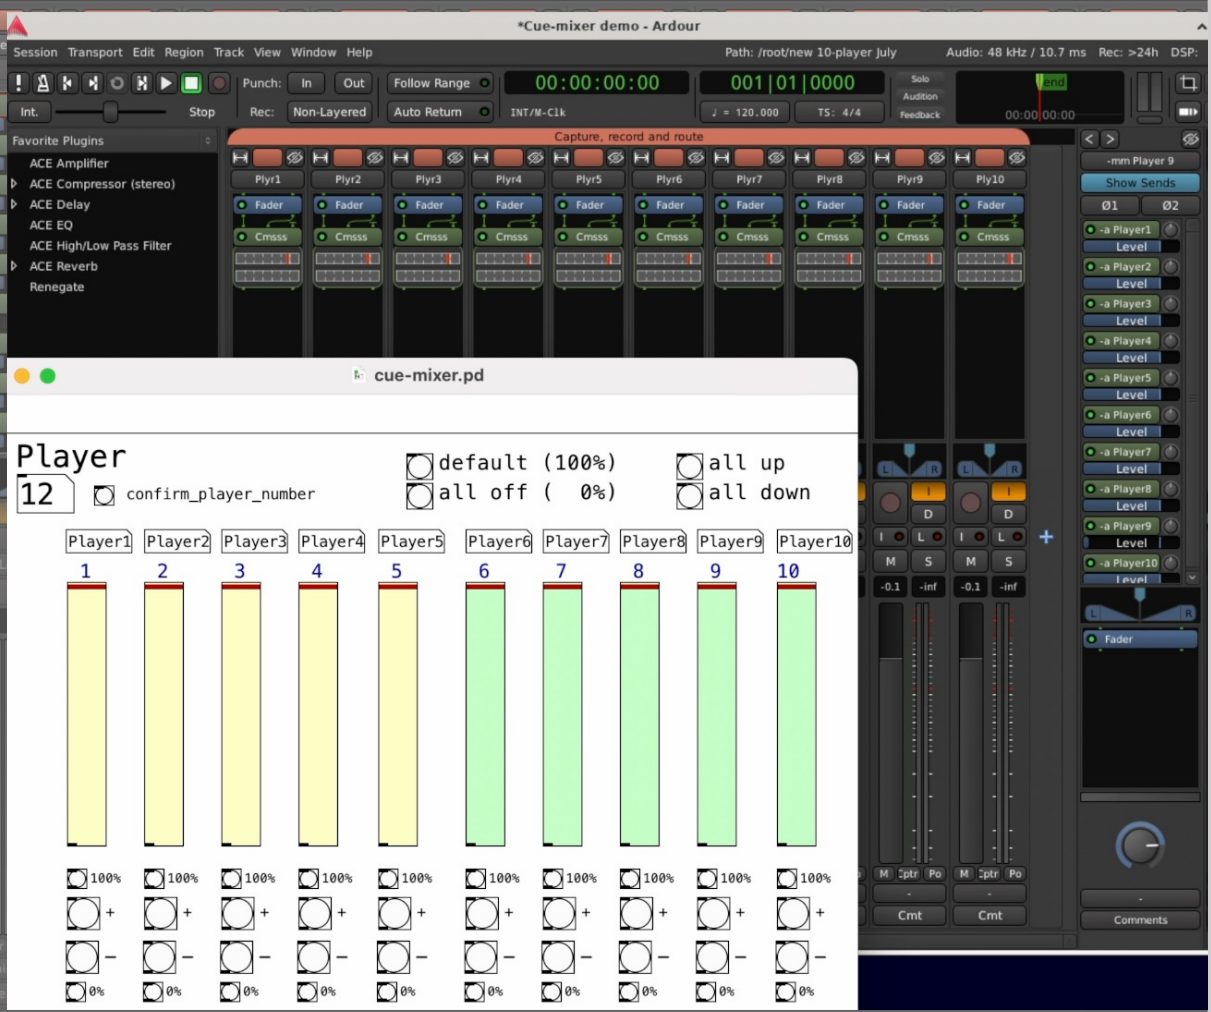 *Cue-mixer demo - Ardour
Session Transport Edit Region Track View Window Help Path: /root/new 10-player July Audio: 48 kHz / 10.7 ms Rec: >24h DSP:
Punch: In Out Follow Range 00:00:00:00 001|01|0000 Solo end
Audition
Int. Stop Rec: Non-Layered Auto Return INT/M-Clk ♩ = 120.000 TS: 4/4 Feedback 00:00:00:00
Favorite Plugins
ACE Amplifier
ACE Compressor (stereo)
ACE Delay
ACE EQ
ACE High/Low Pass Filter
ACE Reverb
Renegate
Capture, record and route
Plyr1 Plyr2 Plyr3 Plyr4 Plyr5 Plyr6 Plyr7 Plyr8 Plyr9 Ply10
Fader Fader Fader Fader Fader Fader Fader Fader Fader Fader
Cmsss Cmsss Cmsss Cmsss Cmsss Cmsss Cmsss Cmsss Cmsss Cmsss
< >
-mm Player 9
Show Sends
Ø1 Ø2
-a Player1
Level
-a Player2
Level
-a Player3
Level
-a Player4
Level
-a Player5
Level
-a Player6
Level
-a Player7
Level
-a Player8
Level
-a Player9
Level
-a Player10
Level
L R
Fader
-
Comments
L R L R
I I
D D
I L I L
M S M S
-0.1 -inf -0.1 -inf
M Cptr Po M Cptr Po
- -
Cmt Cmt
cue-mixer.pd
Player
12 confirm_player_number
default (100%) all up
all off ( 0%) all down
Player1 Player2 Player3 Player4 Player5 Player6 Player7 Player8 Player9 Player10
1 2 3 4 5 6 7 8 9 10
100% 100% 100% 100% 100% 100% 100% 100% 100% 100%
+ + + + + + + + + +
− − − − − − − − − −
0% 0% 0% 0% 0% 0% 0% 0% 0% 0%